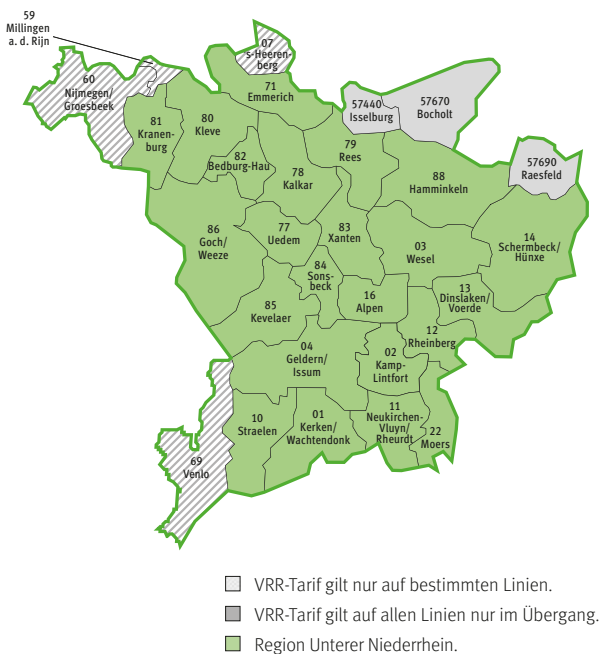 59
Millingen
a. d. Rijn
07
s-Heeren-
berg
60
Nijmegen/
Groesbeek
71
Emmerich
57440
Isselburg
57670
Bocholt
81
Kranen-
burg
80
Kleve
82
Bedburg-Hau
78
Kalkar
79
Rees
88
Hamminkeln
57690
Raesfeld
86
Goch/
Weeze
77
Uedem
83
Xanten
03
Wesel
14
Schermbeck/
Hünxe
84
Sons-
beck
85
Kevelaer
16
Alpen
13
Dinslaken/
Voerde
12
Rheinberg
04
Geldern/
Issum
02
Kamp-
Lintfort
10
Straelen
01
Kerken/
Wachtendonk
11
Neukirchen-
Vluyn/
Rheurdt
22
Moers
69
Venlo
VRR-Tarif gilt nur auf bestimmten Linien.
VRR-Tarif gilt auf allen Linien nur im Übergang.
Region Unterer Niederrhein.